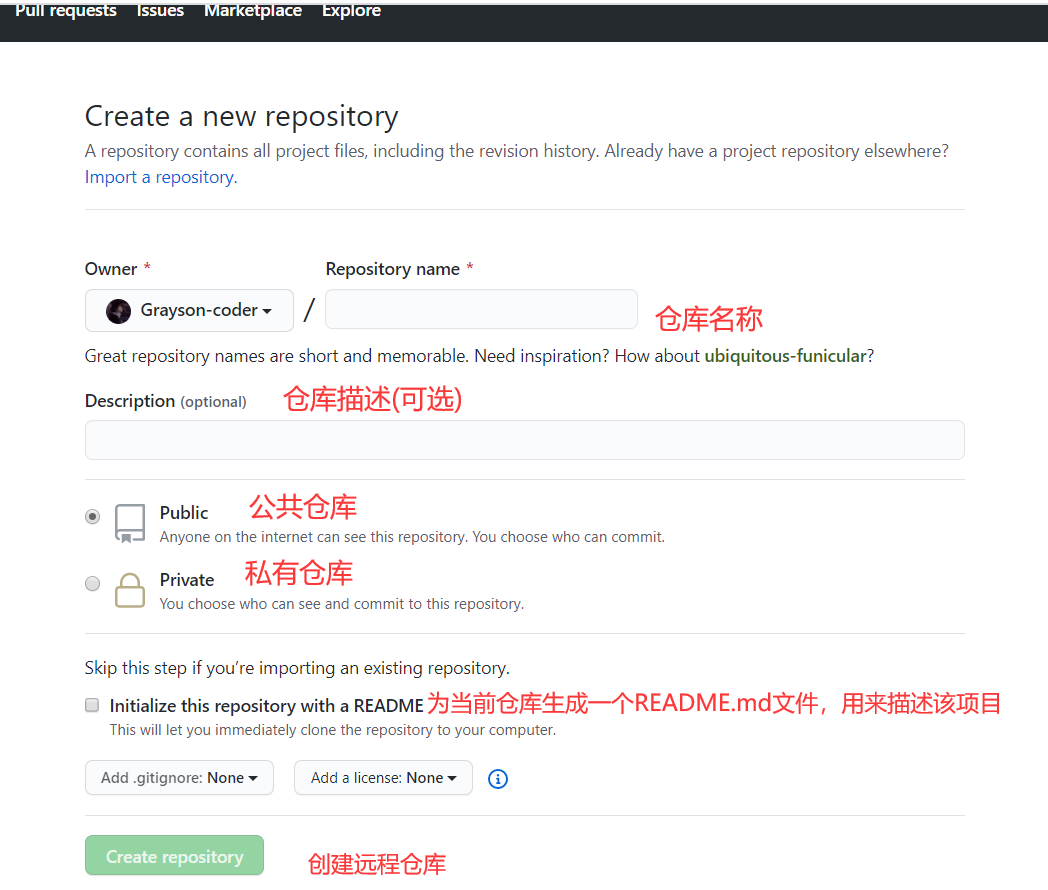 Pull requests Issues Marketplace Explore
Create a new repository
A repository contains all project files, including the revision history. Already have a project repository elsewhere?
Import a repository.
Owner * Repository name *
Grayson-coder / 仓库名称
Great repository names are short and memorable. Need inspiration? How about ubiquitous-funicular?
Description (optional) 仓库描述(可选)
Public 公共仓库
Anyone on the internet can see this repository. You choose who can commit.
Private 私有仓库
You choose who can see and commit to this repository.
Skip this step if you’re importing an existing repository.
Initialize this repository with a README 为当前仓库生成一个README.md文件，用来描述该项目
This will let you immediately clone the repository to your computer.
Add .gitignore: None Add a license: None
Create repository 创建远程仓库